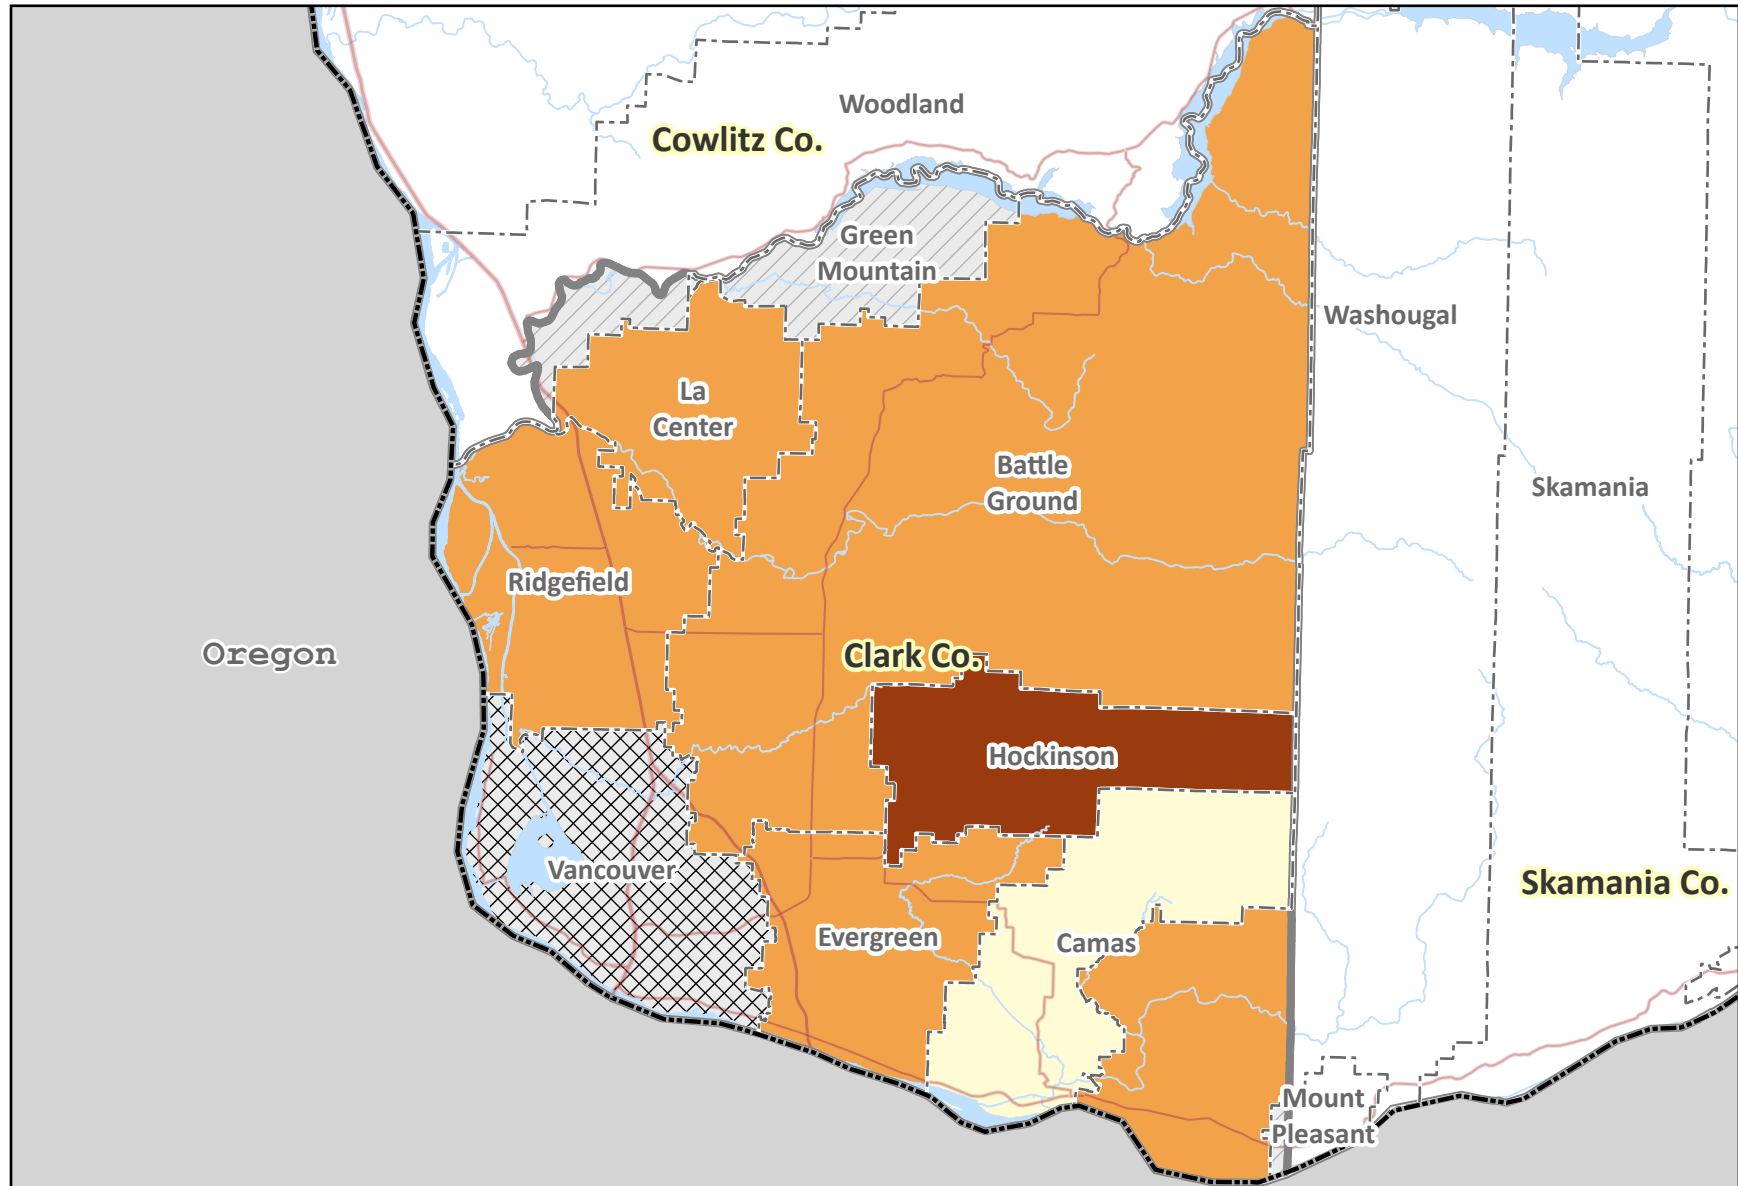 Woodland
Cowlitz Co.
Green
Mountain
Washougal
La
Center
Battle
Ground
Skamania
Ridgefield
Oregon
Clark Co.
Hockinson
Vancouver
Skamania Co.
Evergreen
Camas
Mount
Pleasant